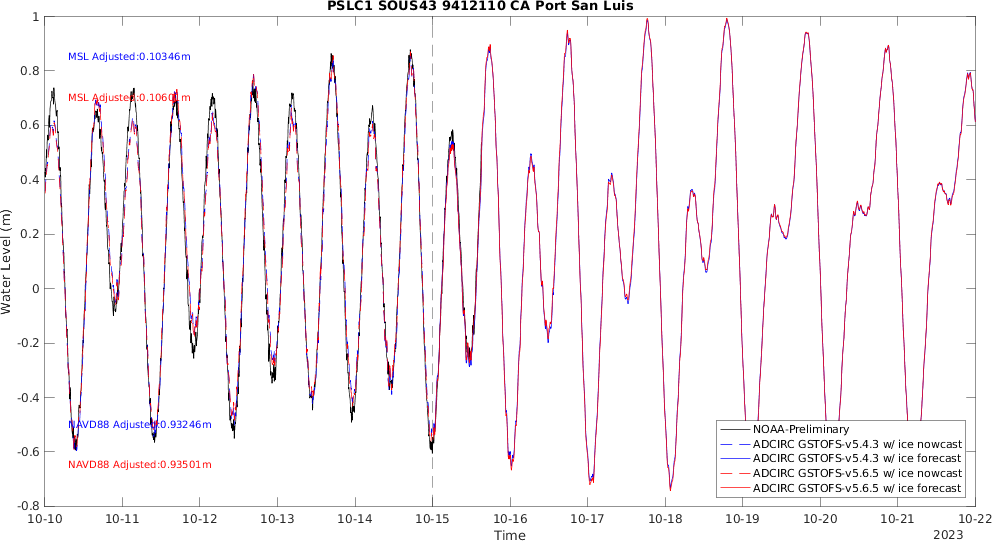 PSLC1 SOUS43 9412110 CA Port San Luis
1
0.8
0.6
0.4
0.2
0
-0.2
-0.4
-0.6
-0.8
Water Level (m)
MSL Adjusted:0.10346m
MSL Adjusted:0.10601m
NAVD88 Adjusted:0.93246m
NAVD88 Adjusted:0.93501m
NOAA-Preliminary
ADCIRC GSTOFS-v5.4.3 w/ ice nowcast
ADCIRC GSTOFS-v5.4.3 w/ ice forecast
ADCIRC GSTOFS-v5.6.5 w/ ice nowcast
ADCIRC GSTOFS-v5.6.5 w/ ice forecast
10-10 10-11 10-12 10-13 10-14 10-15 10-16 10-17 10-18 10-19 10-20 10-21 10-22
Time
2023